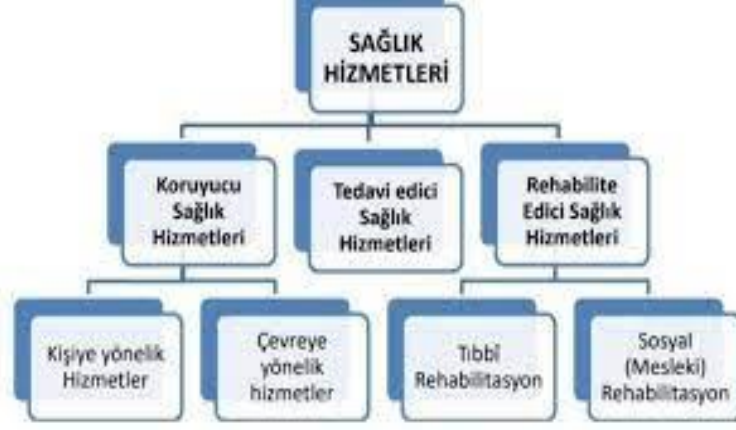 SAĞLIK
HİZMETLERİ
Koruyucu
Sağlık
Hizmetleri
Tedavi edici
Sağlık
Hizmetleri
Rehabilite
Edici Sağlık
Hizmetleri
Kişiye yönelik
Hizmetler
Çevreye
yönelik
hizmetler
Tıbbî
Rehabilitasyon
Sosyal
(Mesleki)
Rehabilitasyon